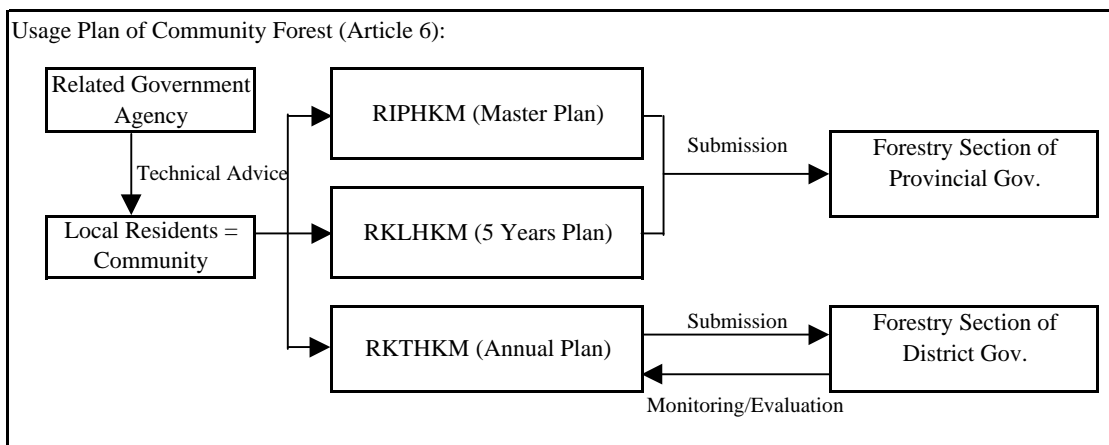 Usage Plan of Community Forest (Article 6):
Related Government
Agency
Technical Advice
Local Residents =
Community
RIPHKM (Master Plan)
RKLHKM (5 Years Plan)
RKTHKM (Annual Plan)
Submission
Forestry Section of
Provincial Gov.
Submission
Forestry Section of
District Gov.
Monitoring/Evaluation